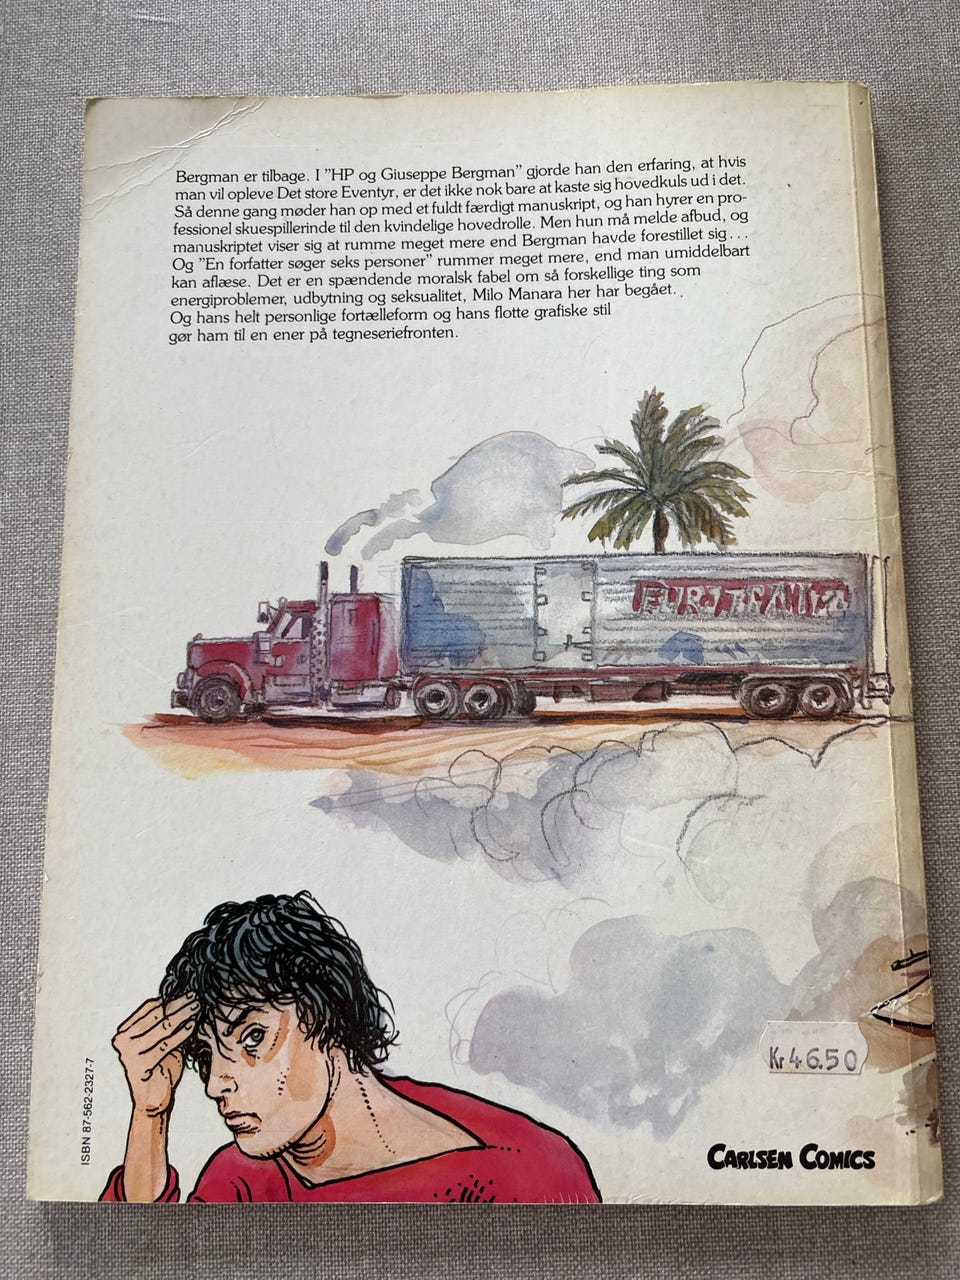 Bergman er tilbage. I ”HP og Giuseppe Bergman” gjorde han den erfaring, at hvis
man vil opleve Det store Eventyr, er det ikke nok bare at kaste sig hovedkuls ud i det.
Så denne gang møder han op med et fuldt færdigt manuskript, og han hyrer en pro-
fessionel skuespillerinde til den kvindelige hovedrolle. Men hun må melde afbud, og
manuskriptet viser sig at rumme meget mere end Bergman havde forestillet sig...
Og ”En forfatter søger seks personer” rummer meget mere, end man umiddelbart
kan aflæse. Det er en spændende moralsk fabel om så forskellige ting som
energiproblemer, udbytning og seksualitet, Milo Manara her har begået.
Og hans helt personlige fortælleform og hans flotte grafiske stil
gør ham til en ener på tegneseriefronten.
Kr 46.50
ISBN 87-562-2327-7
CARLSEN COMICS